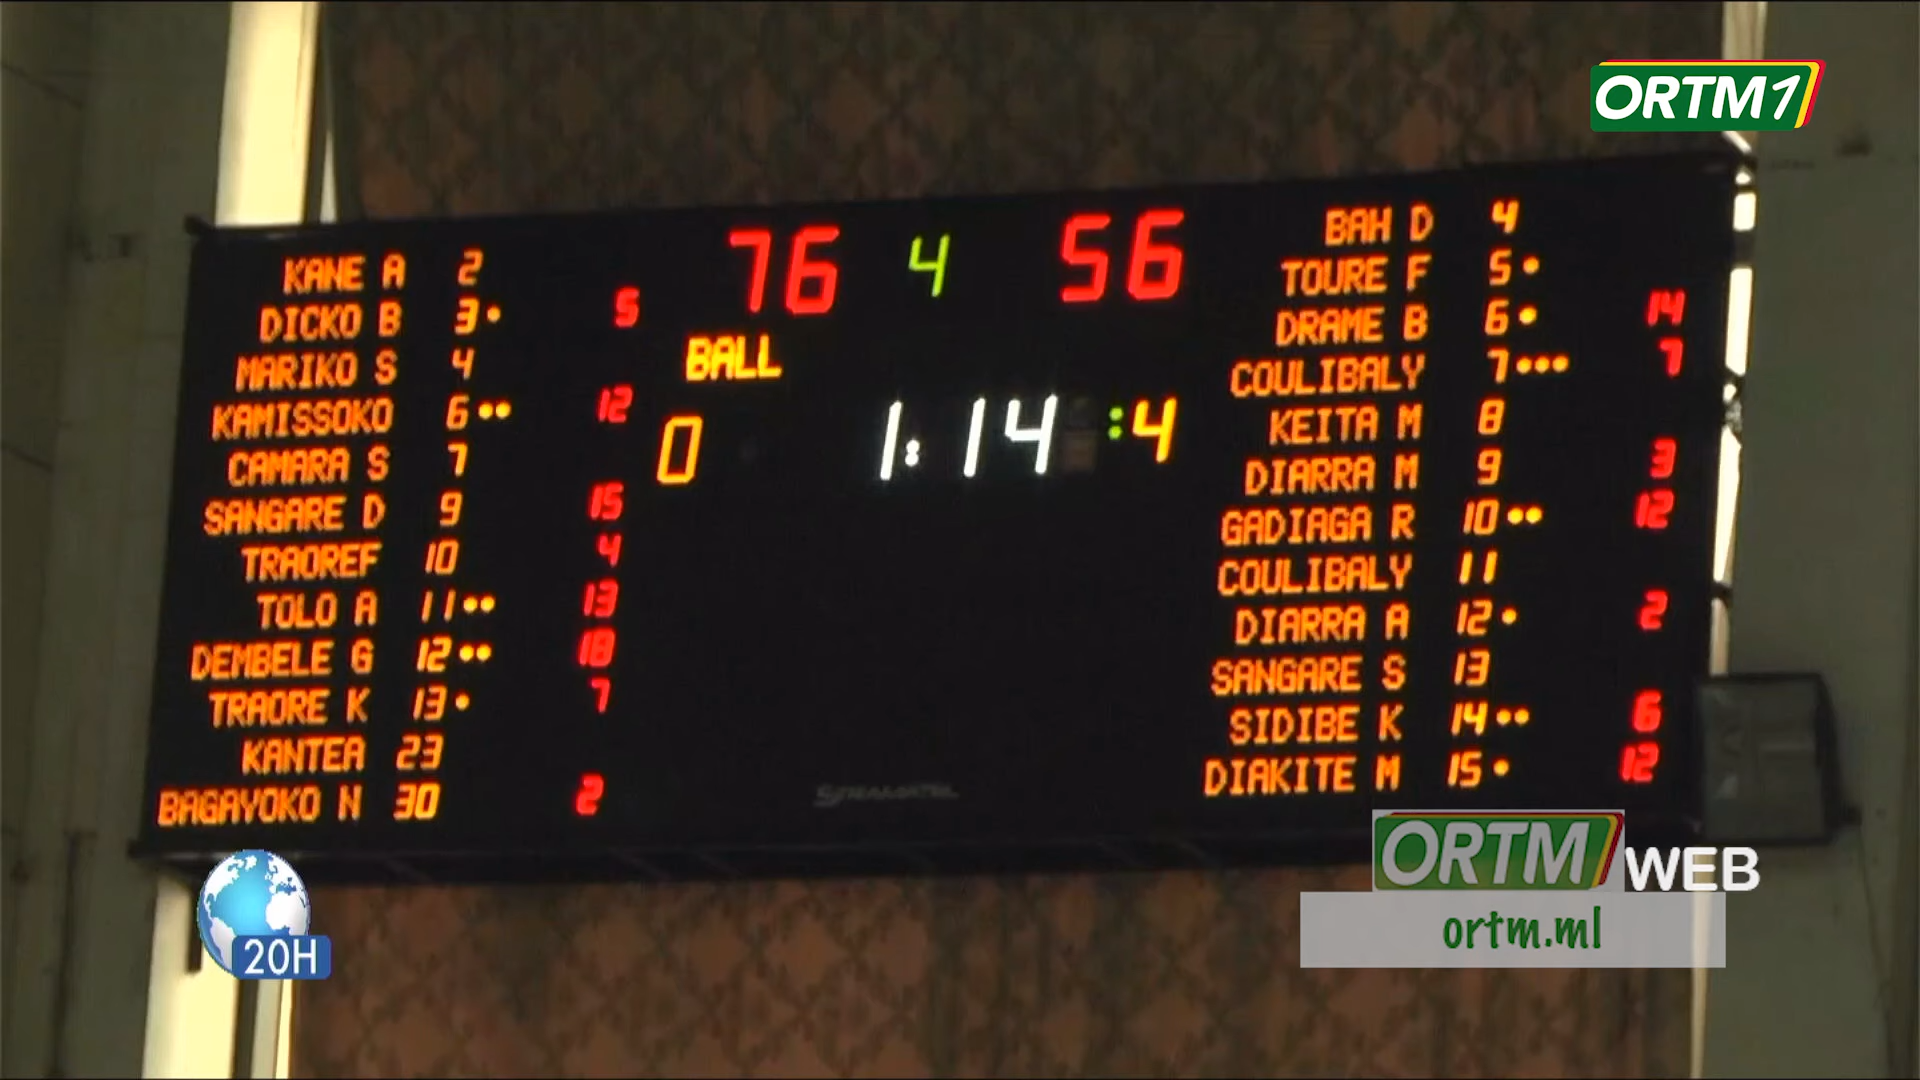 ORTM1
76 4 56
BALL
0 1:14 :4
KANE A 2
DICKO B 3• 5
MARIKO S 4
KAMISSOKO 6•• 12
CAMARA S 7
SANGARE D 9 15
TRAOREF 10 4
TOLO A 11•• 13
DEMBELE G 12•• 18
TRAORE K 13• 7
KANTEA 23
BAGAYOKO N 30 2
BAH D 4
TOURE F 5•
DRAME B 6• 14
COULIBALY 7••• 7
KEITA M 8
DIARRA M 9 3
GADIAGA R 10•• 12
COULIBALY 11
DIARRA A 12• 2
SANGARE S 13
SIDIBE K 14•• 6
DIAKITE M 15• 12
STRAMATEL
ORTM WEB
ortm.ml
20H